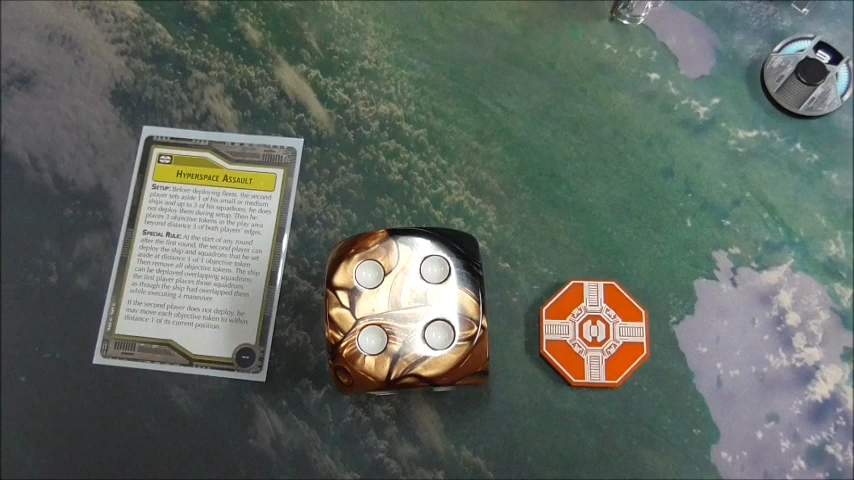 HYPERSPACE ASSAULT
SETUP: Before deploying fleets, the second
player sets aside 1 of his small or medium
ships and up to 3 of his squadrons; he does
not deploy them during setup. Then he
places 3 objective tokens in the play area
beyond distance 3 of both players' edges.
SPECIAL RULE: At the start of any round
after the first round, the second player can
deploy the ship and squadrons that he set
aside at distance 1 of 1 objective token.
Then remove all objective tokens. The ship
can be deployed overlapping squadrons;
the first player places those squadrons
as though the ship had overlapped them
while executing a maneuver.
If the second player does not deploy, he
may move each objective token to within
distance 1 of its current position.